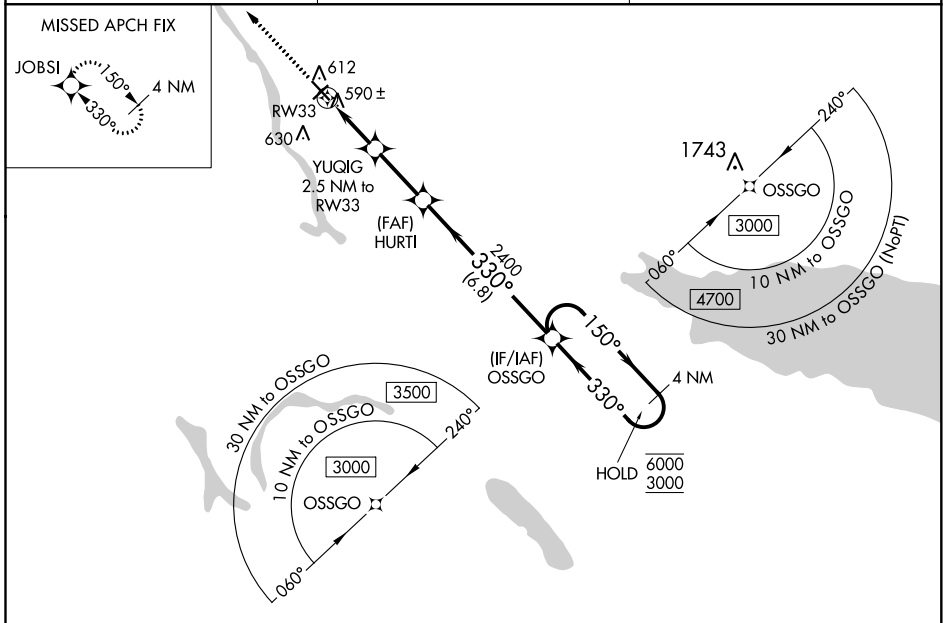 MISSED APCH FIX
JOBSI
150°
4 NM
330°
612
590 ±
RW33
630
YUQIG
2.5 NM to
RW33
(FAF)
HURTI
2400
330°
(6.8)
(IF/IAF)
OSSGO
150°
330°
4 NM
HOLD
6000
3000
1743
240°
OSSGO
3000
060°
10 NM to OSSGO
4700
30 NM to OSSGO (NoPT)
30 NM to OSSGO
3500
10 NM to OSSGO
240°
3000
OSSGO
060°